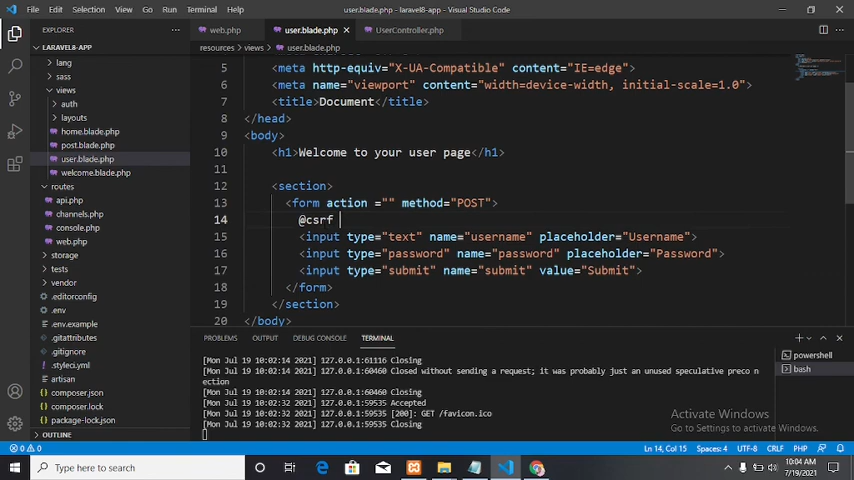 File Edit Selection View Go Run Terminal Help
user.blade.php - laravel8-app - Visual Studio Code
EXPLORER
web.php user.blade.php UserController.php
LARAVEL8-APP
resources > views > user.blade.php
lang
sass
views
auth
layouts
home.blade.php
post.blade.php
user.blade.php
welcome.blade.php
routes
api.php
channels.php
console.php
web.php
storage
tests
vendor
.editorconfig
.env
.env.example
.gitattributes
.gitignore
.styleci.yml
artisan
composer.json
composer.lock
package-lock.json
OUTLINE
5 <meta http-equiv="X-UA-Compatible" content="IE=edge">
6 <meta name="viewport" content="width=device-width, initial-scale=1.0">
7 <title>Document</title>
8 </head>
9 <body>
10 <h1>Welcome to your user page</h1>
11
12 <section>
13 <form action ="" method="POST">
14 @csrf
15 <input type="text" name="username" placeholder="Username">
16 <input type="password" name="password" placeholder="Password">
17 <input type="submit" name="submit" value="Submit">
18 </form>
19 </section>
20 </body>
PROBLEMS OUTPUT DEBUG CONSOLE TERMINAL
[Mon Jul 19 10:02:14 2021] 127.0.0.1:61116 Closing
[Mon Jul 19 10:02:14 2021] 127.0.0.1:60460 Closed without sending a request; it was probably just an unused speculative preco n
ection
[Mon Jul 19 10:02:14 2021] 127.0.0.1:60460 Closing
[Mon Jul 19 10:02:32 2021] 127.0.0.1:59535 Accepted
[Mon Jul 19 10:02:32 2021] 127.0.0.1:59535 [200]: GET /favicon.ico
[Mon Jul 19 10:02:32 2021] 127.0.0.1:59535 Closing
powershell
bash
Activate Windows
Go to Settings to activate Windows.
0 0
Ln 14, Col 15 Spaces: 4 UTF-8 CRLF PHP
Type here to search
10:04 AM
7/19/2021